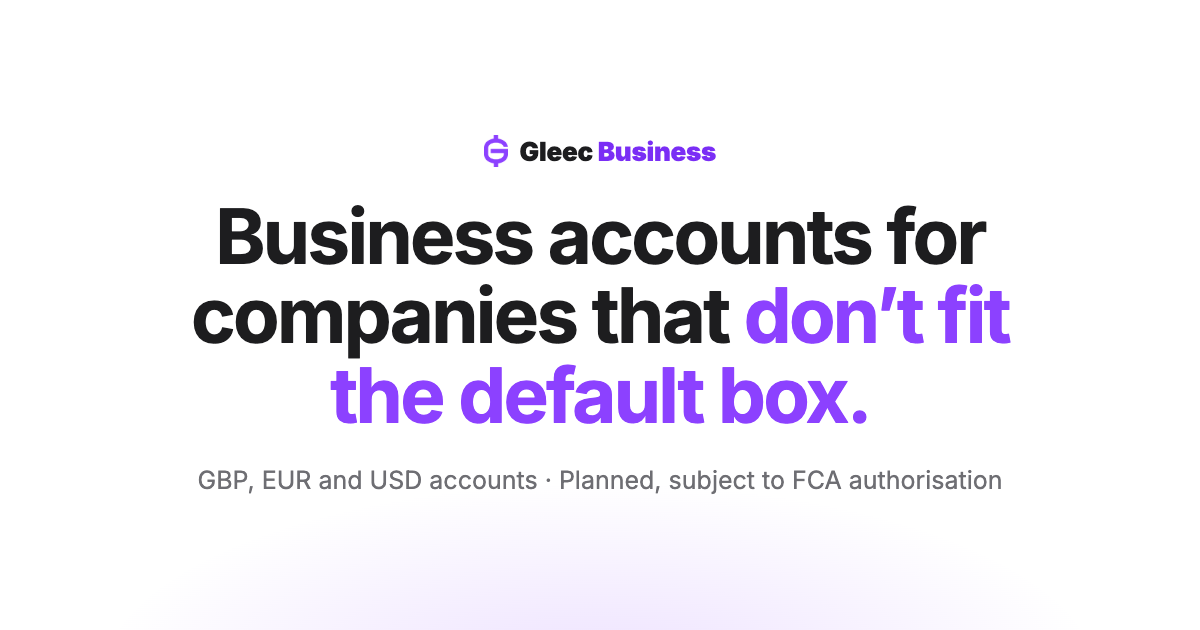 Gleec Business
Business accounts for
companies that don’t fit
the default box.
GBP, EUR and USD accounts · Planned, subject to FCA authorisation